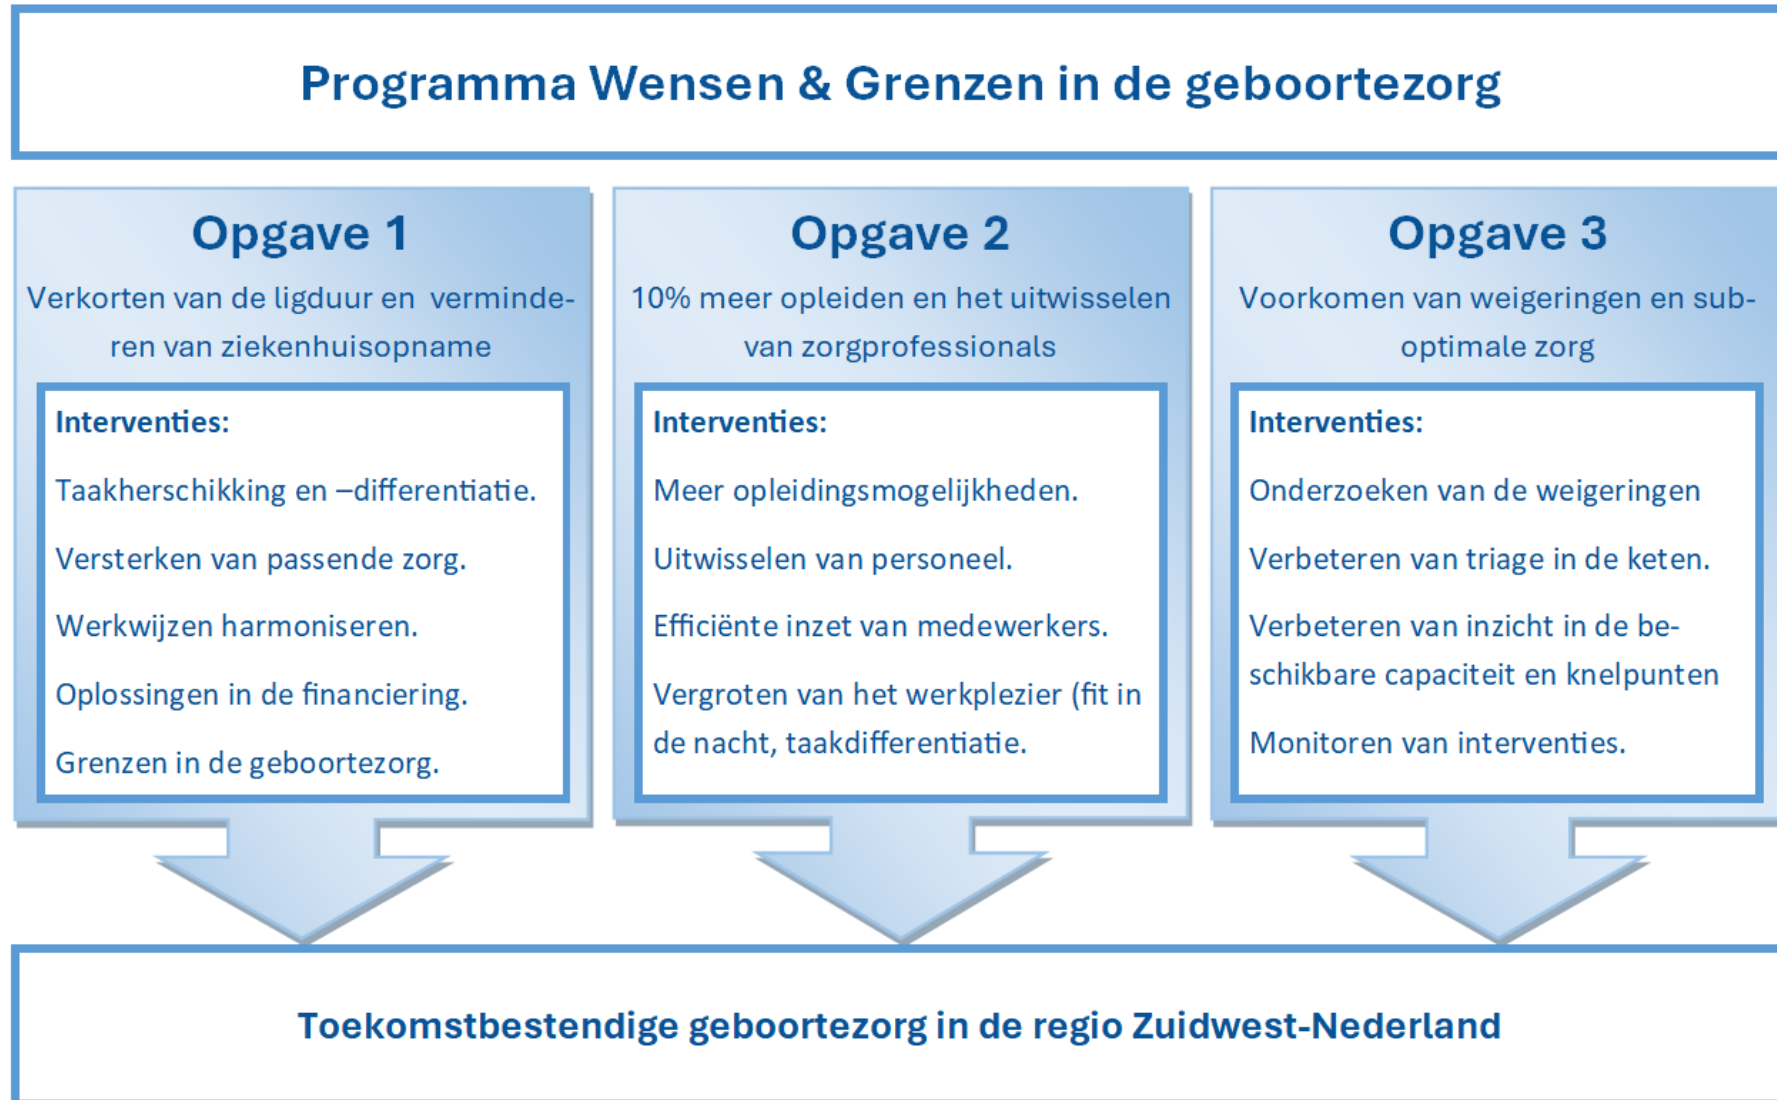 Programma Wensen & Grenzen in de geboortezorg
Opgave 1
Verkorten van de ligduur en verminde-
ren van ziekenhuisopname
Interventies:
Taakherschikking en –differentiatie.
Versterken van passende zorg.
Werkwijzen harmoniseren.
Oplossingen in de financiering.
Grenzen in de geboortezorg.
Opgave 2
10% meer opleiden en het uitwisselen
van zorgprofessionals
Interventies:
Meer opleidingsmogelijkheden.
Uitwisselen van personeel.
Efficiënte inzet van medewerkers.
Vergroten van het werkplezier (fit in
de nacht, taakdifferentiatie.
Opgave 3
Voorkomen van weigeringen en sub-
optimale zorg
Interventies:
Onderzoeken van de weigeringen
Verbeteren van triage in de keten.
Verbeteren van inzicht in de be-
schikbare capaciteit en knelpunten
Monitoren van interventies.
Toekomstbestendige geboortezorg in de regio Zuidwest-Nederland